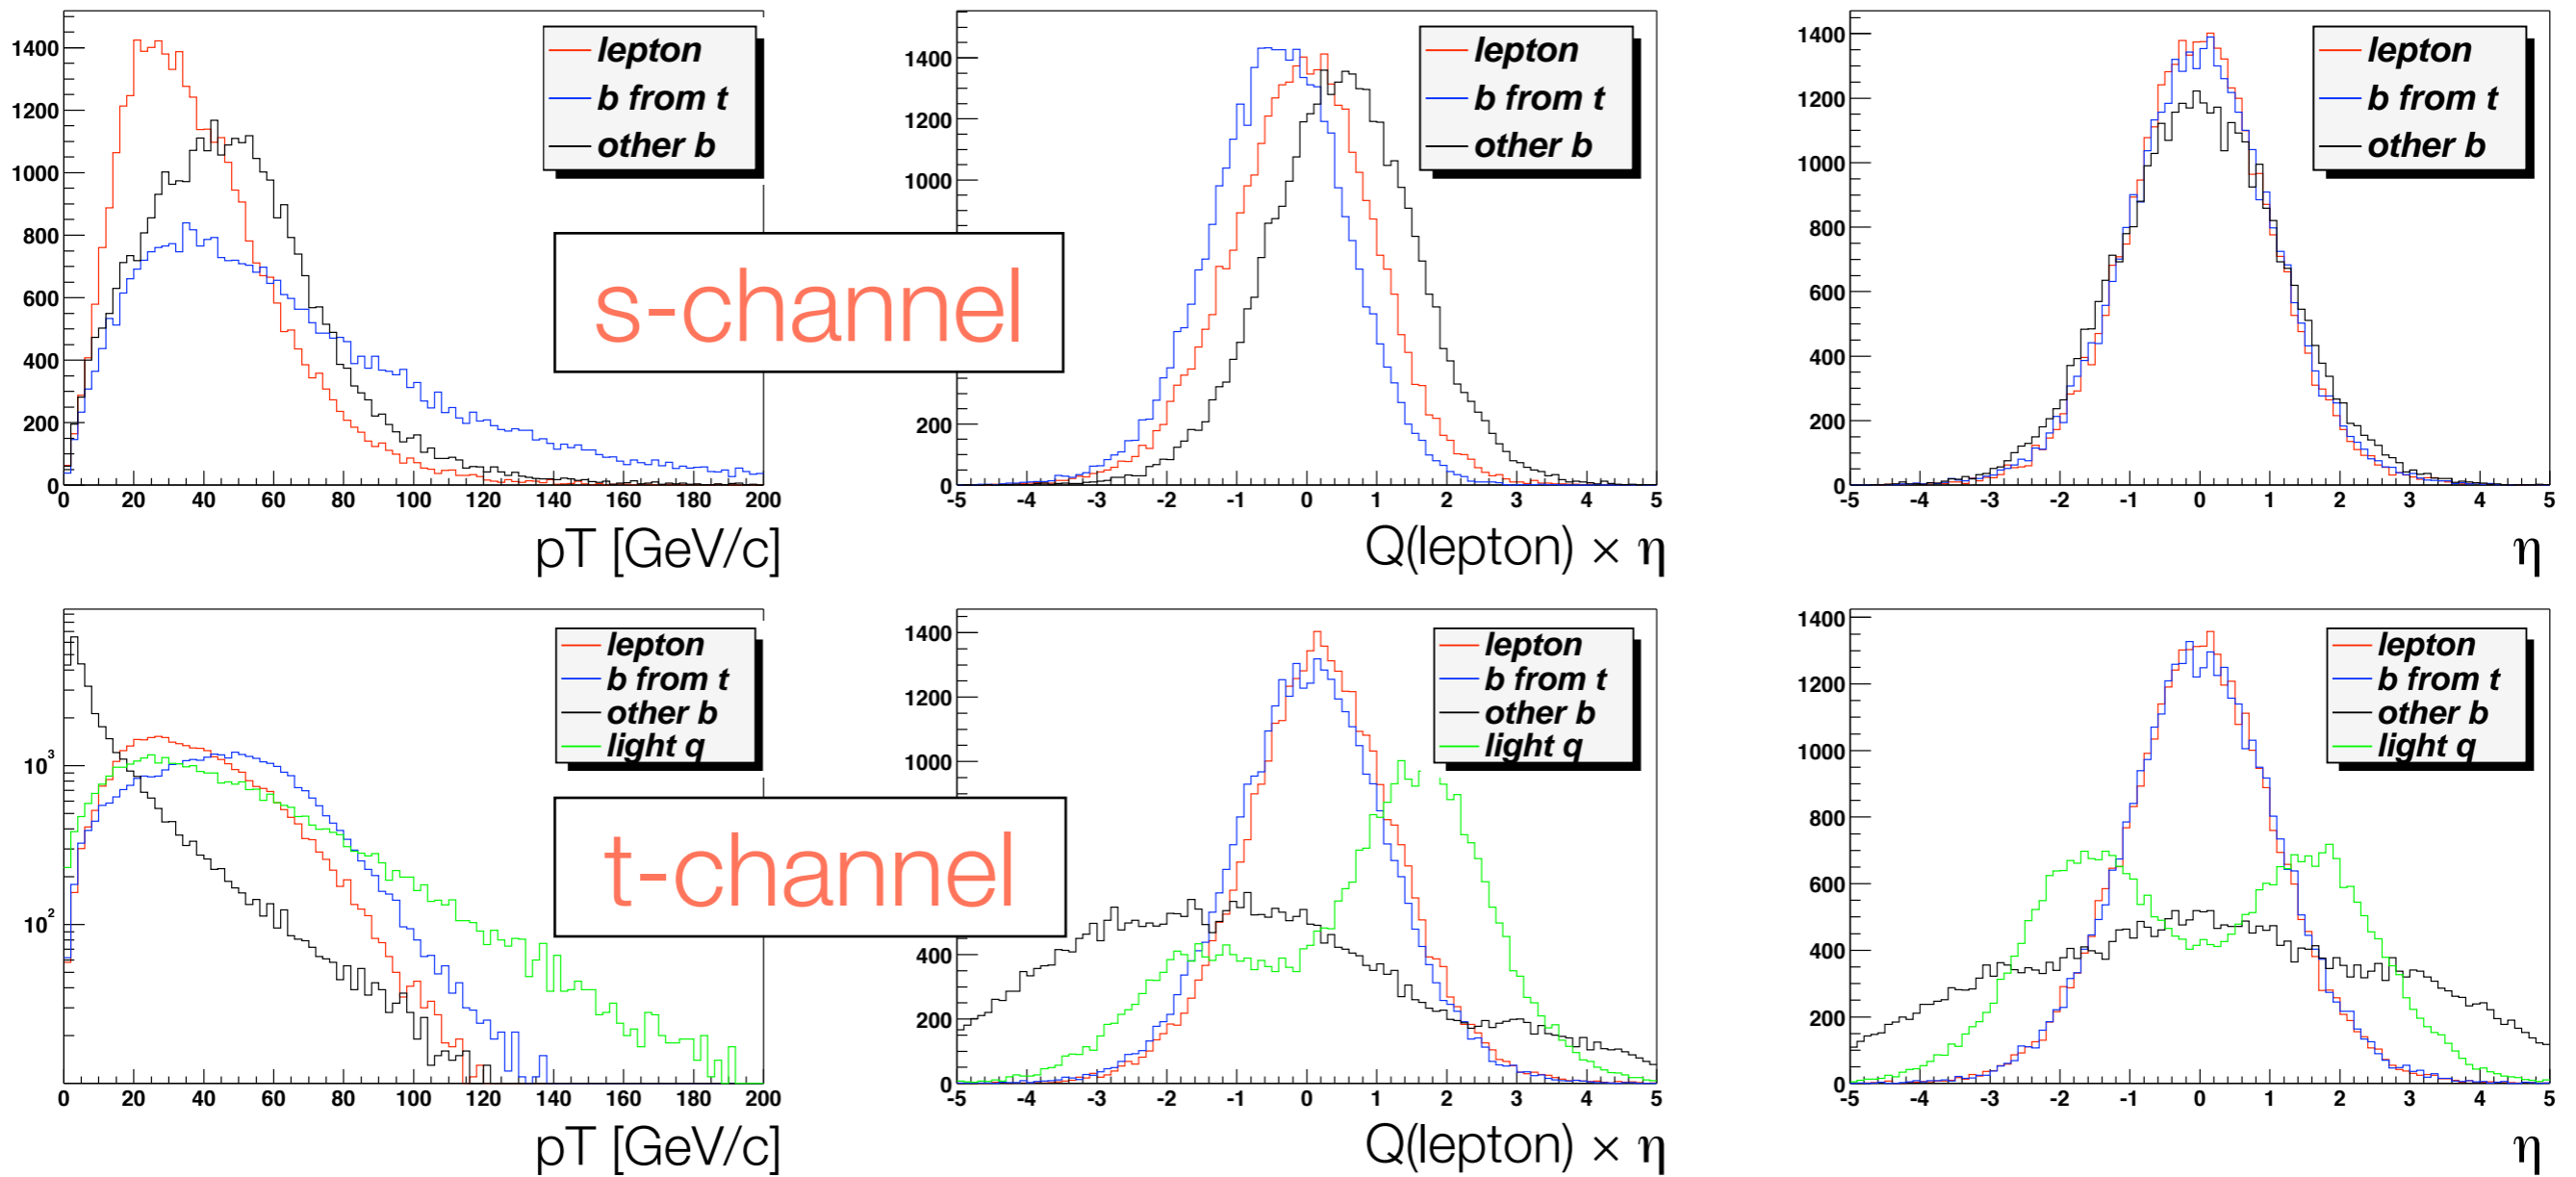 1400
1200
1000
800
600
400
200
0
0 20 40 60 80 100 120 140 160 180 200
pT [GeV/c]
lepton
b from t
other b
1400
1200
1000
200
0
-5 -4 -3 -2 -1 0 1 2 3 4 5
Q(lepton) × η
lepton
b from t
other b
1400
1200
1000
800
600
400
200
0
-5 -4 -3 -2 -1 0 1 2 3 4 5
η
lepton
b from t
other b
s-channel
10³
10²
0 20 40 60 80 100 120 140 160 180 200
pT [GeV/c]
lepton
b from t
other b
light q
1400
1200
1000
400
200
0
-5 -4 -3 -2 -1 0 1 2 3 4 5
Q(lepton) × η
lepton
b from t
other b
light q
1400
1200
1000
800
600
400
200
0
-5 -4 -3 -2 -1 0 1 2 3 4 5
η
lepton
b from t
other b
light q
t-channel